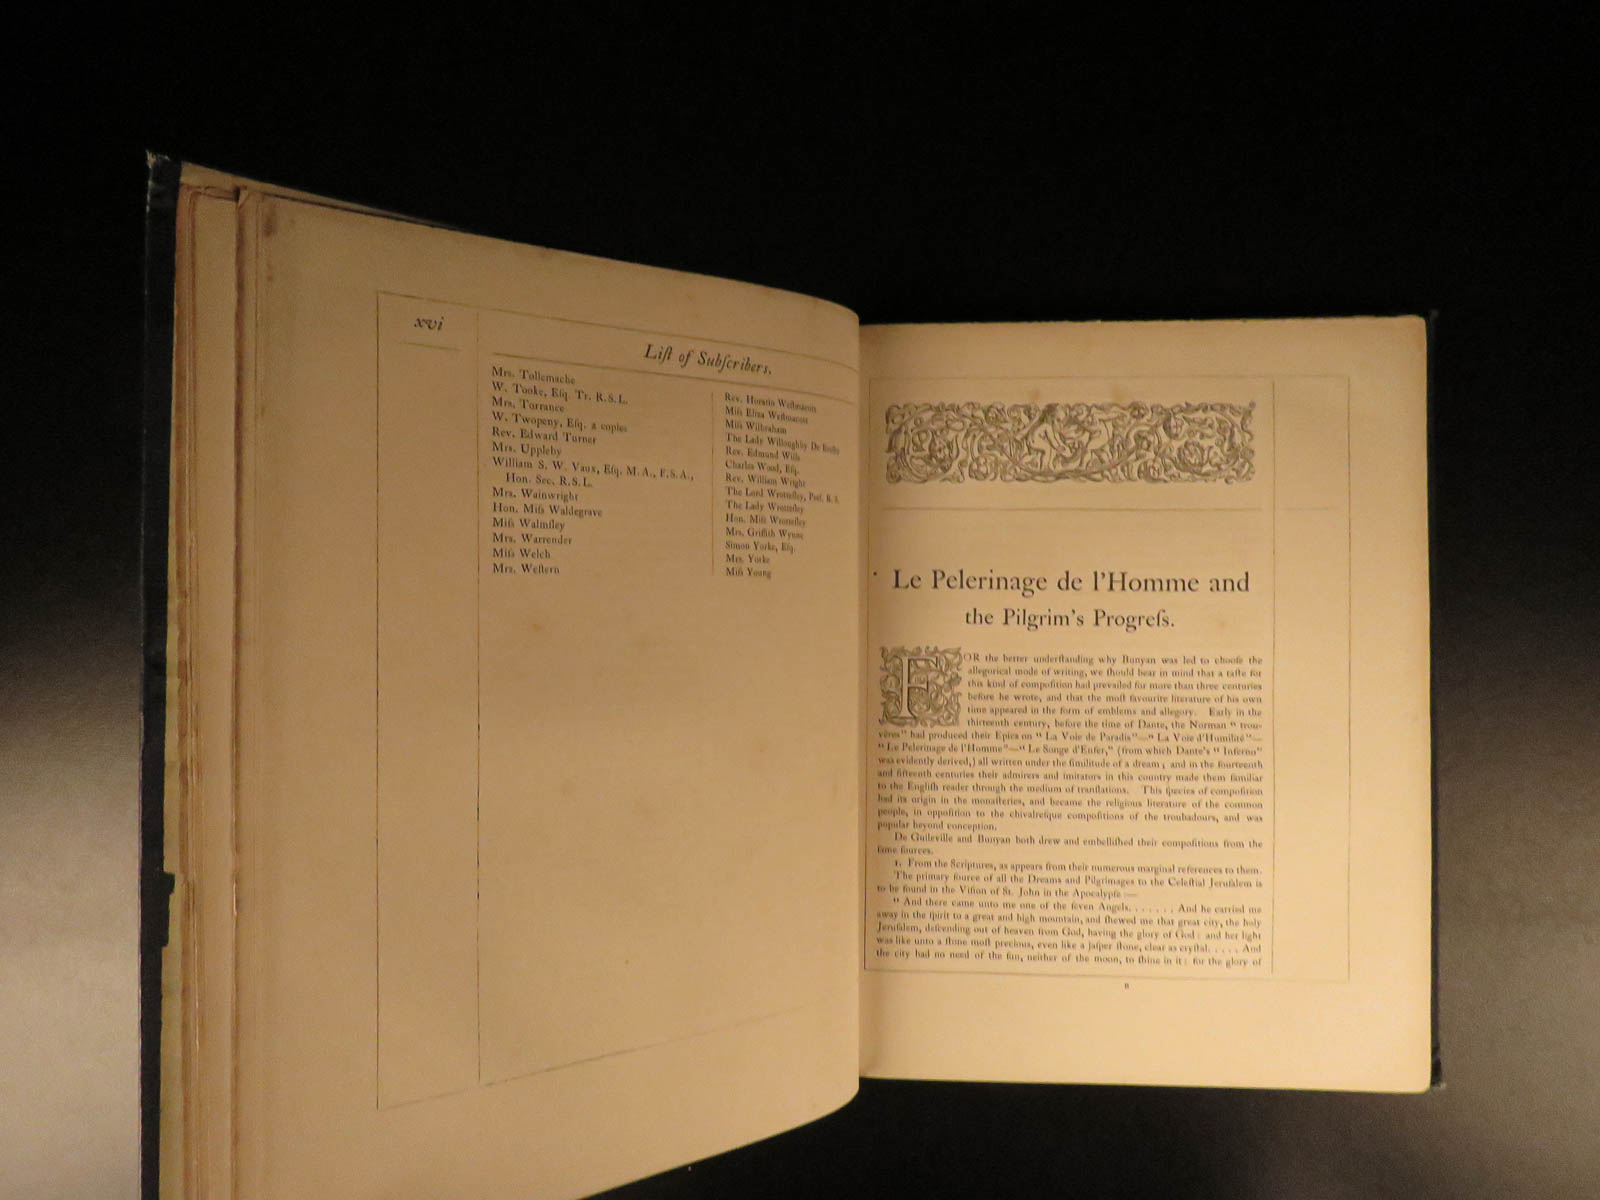 xvi
Liſt of Subſcribers.
Mrs. Tollemache
W. Tooke, Eſq. Tr. R.S.L.
Mrs. Torrance
W. Twopeny, Eſq. 2 copies
Rev. Edward Turner
Mrs. Uppleby
William S. W. Vaux, Eſq. M.A., F.S.A.,
Hon. Sec. R.S.L.
Mrs. Wainwright
Hon. Miſs Waldegrave
Miſs Walmſley
Mrs. Warrender
Miſs Welch
Mrs. Weſtern
Rev. Horatio Weſtmacott
Miſs Eliza Weſtmacott
Miſs Wilbraham
The Lady Willoughby De
Rev. Edmund Wills
Charles Wood, Eſq.
Rev. William Wright
The Lord Wrotteſley, Preſ. R. S.
The Lady Wrotteſley
Hon. Miſs Wrotteſley
Mrs. Griffith Wynne
Simon Yorke, Eſq.
Mrs. Yorke
Miſs Young
Le Pelerinage de l'Homme and
the Pilgrim's Progreſs.
FOR the better underſtanding why Bunyan was led to chooſe the
allegorical mode of writing, we ſhould bear in mind that a taſte for
this kind of compoſition had prevailed for more than three centuries
before he wrote, and that the moſt favourite literature of his own
time appeared in the form of emblems and allegory. Early in the
thirteenth century, before the time of Dante, the Norman "trou-
vères" had produced their Epics on "La Voie de Paradis"—"La Voie d'Humilité"—
"Le Pelerinage de l'Homme"—"Le Songe d'Enfer," (from which Dante's "Inferno"
was evidently derived,) all written under the ſimilitude of a dream; and in the fourteenth
and fifteenth centuries their admirers and imitators in this country made them familiar
to the Engliſh reader through the medium of tranſlations. This ſpecies of compoſition
had its origin in the monaſteries, and became the religious literature of the common
people, in oppoſition to the chivalreſque compoſitions of the troubadours, and was
popular beyond conception.
De Guileville and Bunyan both drew and embelliſhed their compoſitions from the
ſame ſources.
1. From the Scriptures, as appears from their numerous marginal references to them.
The primary ſource of all the Dreams and Pilgrimages to the Celeſtial Jeruſalem is
to be found in the Viſion of St. John in the Apocalypſe—
"And there came unto me one of the ſeven Angels. . . . . . . And he carried me
away in the ſpirit to a great and high mountain, and ſhewed me that great city, the holy
Jeruſalem, deſcending out of heaven from God, having the glory of God: and her light
was like unto a ſtone moſt precious, even like a jaſper ſtone, clear as cryſtal. . . . . And
the city had no need of the ſun, neither of the moon, to ſhine in it: for the glory of
B